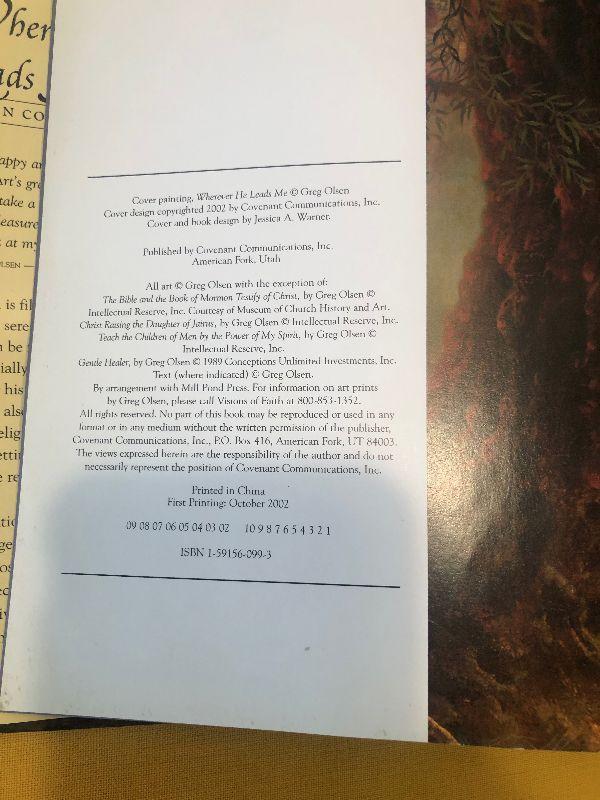 Cover painting, Wherever He Leads Me © Greg Olsen
Cover design copyrighted 2002 by Covenant Communications, Inc.
Cover and book design by Jessica A. Warner.
Published by Covenant Communications, Inc.
American Fork, Utah
All art © Greg Olsen with the exception of:
The Bible and the Book of Mormon Testify of Christ, by Greg Olsen ©
Intellectual Reserve, Inc. Courtesy of Museum of Church History and Art.
Christ Raising the Daughter of Jairus, by Greg Olsen © Intellectual Reserve, Inc.
Teach the Children of Men by the Power of My Spirit, by Greg Olsen ©
Intellectual Reserve, Inc.
Gentle Healer, by Greg Olsen © 1989 Conceptions Unlimited Investments, Inc.
Text (where indicated) © Greg Olsen.
By arrangement with Mill Pond Press. For information on art prints
by Greg Olsen, please call Visions of Faith at 800-853-1352.
All rights reserved. No part of this book may be reproduced or used in any
format or in any medium without the written permission of the publisher,
Covenant Communications, Inc., P.O. Box 416, American Fork, UT 84003.
The views expressed herein are the responsibility of the author and do not
necessarily represent the position of Covenant Communications, Inc.
Printed in China
First Printing: October 2002
09 08 07 06 05 04 03 02 10 9 8 7 6 5 4 3 2 1
ISBN 1-59156-099-3